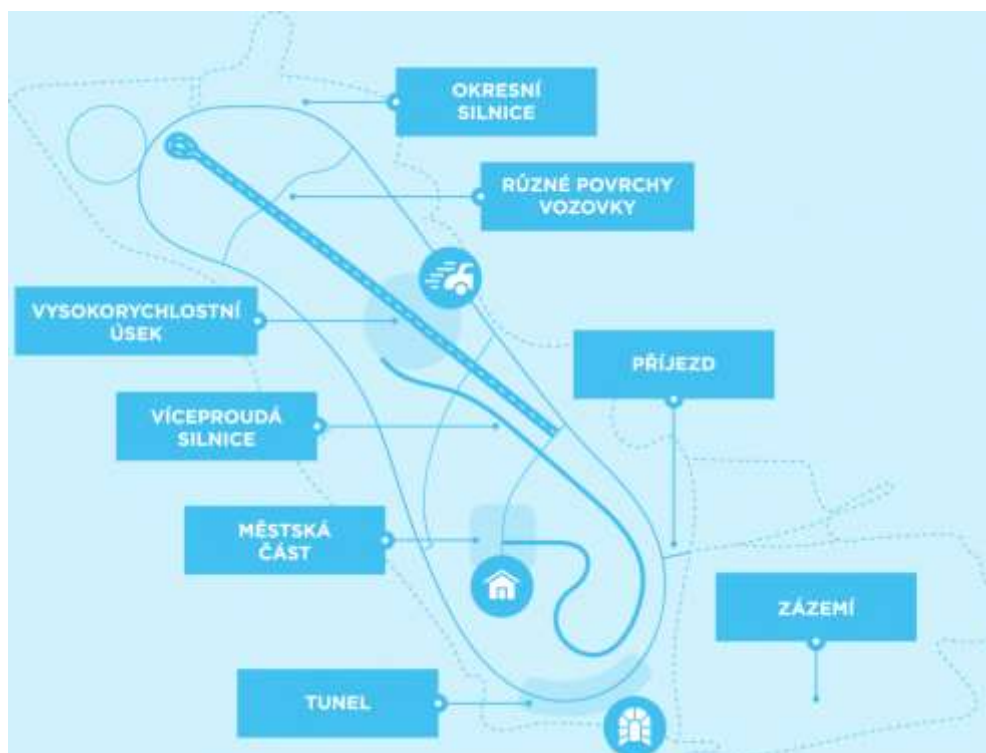 OKRESNÍ
SILNICE
RŮZNÉ POVRCHY
VOZOVKY
VYSOKORYCHLOSTNÍ
ÚSEK
PŘÍJEZD
VÍCEPROUDÁ
SILNICE
MĚSTSKÁ
ČÁST
ZÁZEMÍ
TUNEL